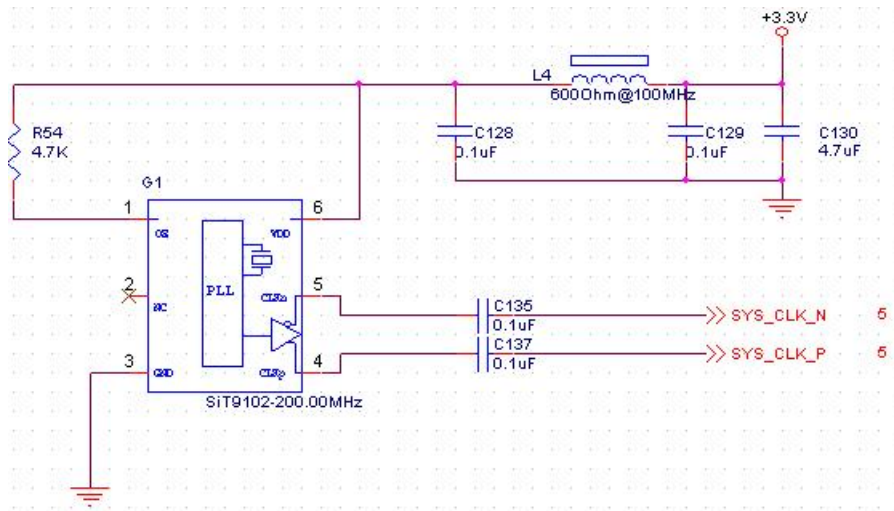 +3.3V
L4
600Ohm@100MHz
R54
4.7K
C128
0.1uF
C129
0.1uF
C130
4.7uF
G1
1
6
OE
VDD
2
PLL
5
NC
CLKn
C135
0.1uF
SYS_CLK_N 5
C137
0.1uF
SYS_CLK_P 5
3
4
GND
CLKp
SiT9102-200.00MHz